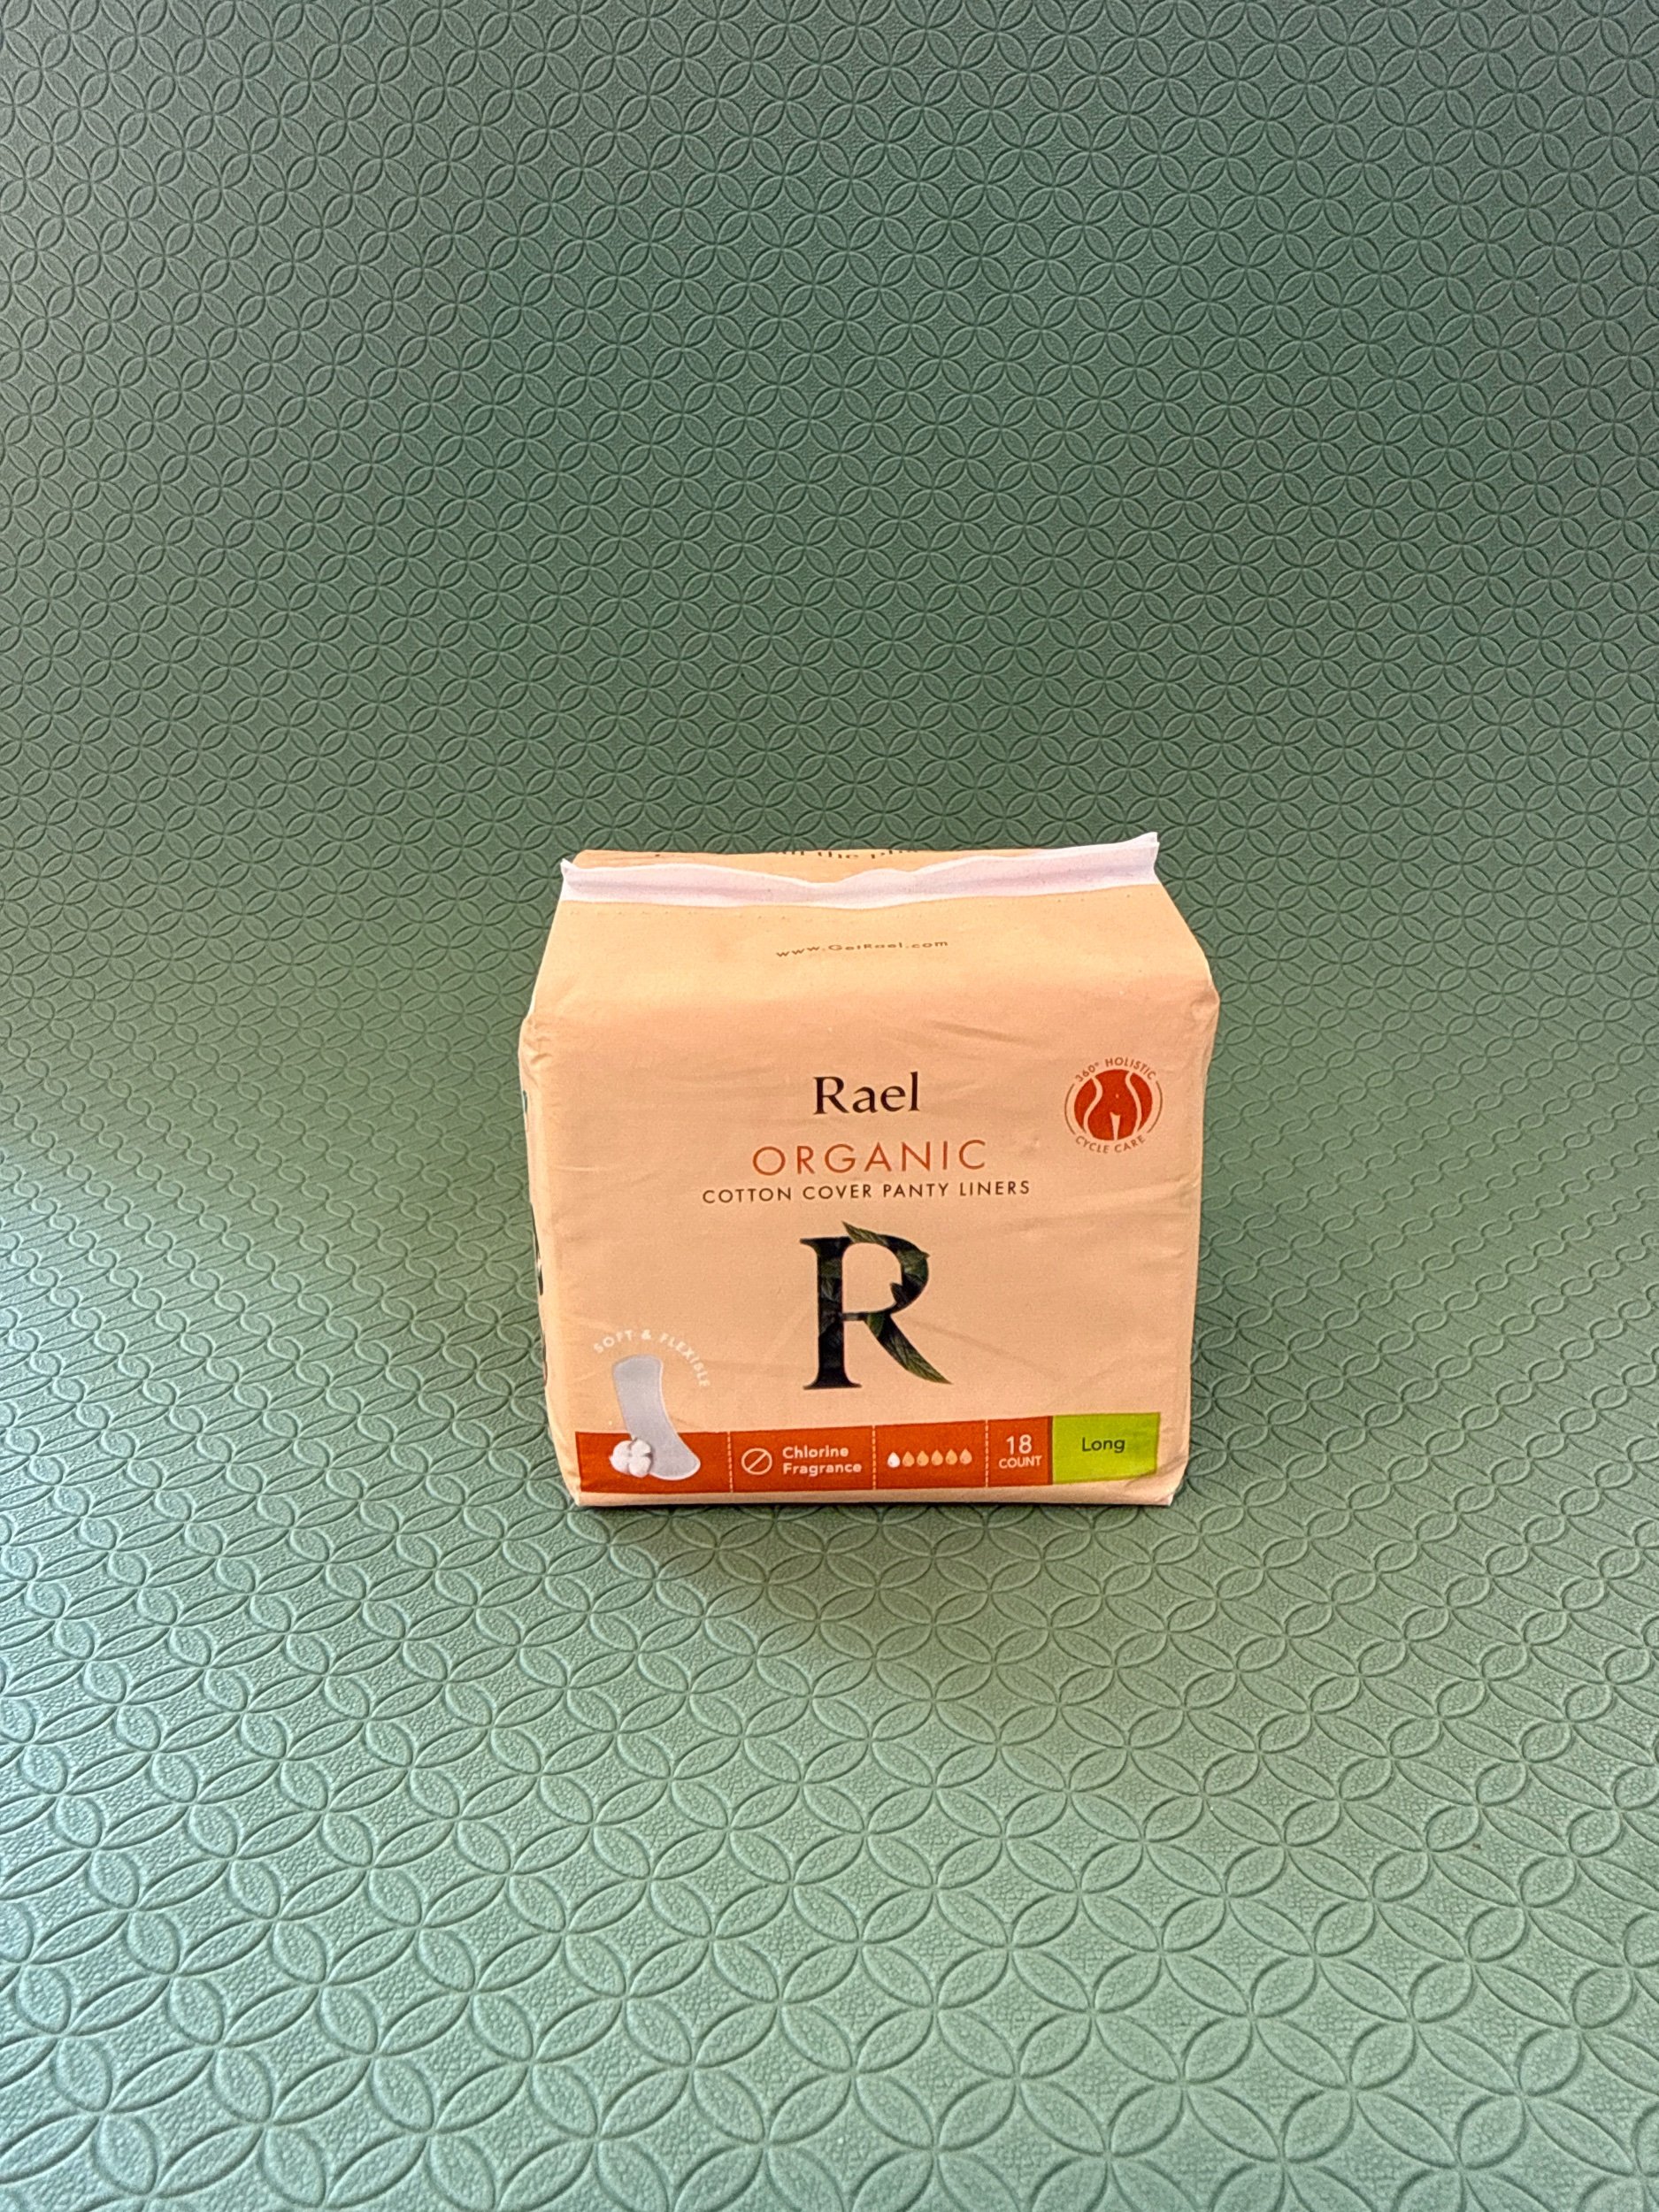 the
www.GetRael.com
Rael
360° HOLISTIC
CYCLE CARE
ORGANIC
COTTON COVER PANTY LINERS
R
SOFT & FLEXIBLE
Chlorine
Fragrance
18
COUNT
Long